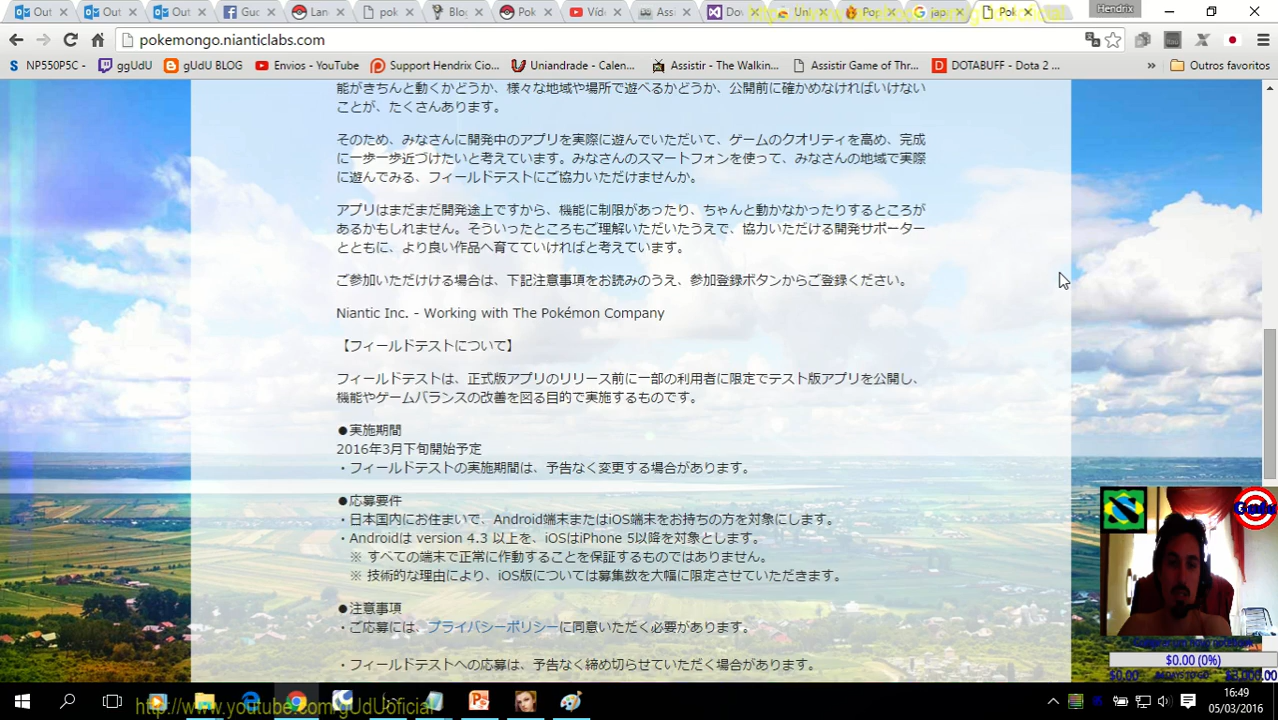 Out
Out
Out
Guc
Lan
pok
Blog
Pok
Víde
Assi
Dov
Uni
Pop
japo
Pok
Hendrix
pokemongo.nianticlabs.com
NP550P5C -
ggUdU
gUdU BLOG
Envios - YouTube
Support Hendrix Cio...
Uniandrade - Calen...
Assistir - The Walkin...
Assistir Game of Thr...
DOTABUFF - Dota 2 ...
»
Outros favoritos
能がきちんと動くかどうか、様々な地域や場所で遊べるかどうか、公開前に確かめなければいけない
ことが、たくさんあります。
そのため、みなさんに開発中のアプリを実際に遊んでいただいて、ゲームのクオリティを高め、完成
に一歩一歩近づけたいと考えています。みなさんのスマートフォンを使って、みなさんの地域で実際
に遊んでみる、フィールドテストにご協力いただけませんか。
アプリはまだまだ開発途上ですから、機能に制限があったり、ちゃんと動かなかったりするところが
あるかもしれません。そういったところもご理解いただいたうえで、協力いただける開発サポーター
とともに、より良い作品へ育てていければと考えています。
ご参加いただけける場合は、下記注意事項をお読みのうえ、参加登録ボタンからご登録ください。
Niantic Inc. - Working with The Pokémon Company
【フィールドテストについて】
フィールドテストは、正式版アプリのリリース前に一部の利用者に限定でテスト版アプリを公開し、
機能やゲームバランスの改善を図る目的で実施するものです。
●実施期間
2016年3月下旬開始予定
・フィールドテストの実施期間は、予告なく変更する場合があります。
●応募要件
・日本国内にお住まいで、Android端末またはiOS端末をお持ちの方を対象にします。
・Androidは version 4.3 以上を、iOSはiPhone 5以降を対象とします。
※ すべての端末で正常に作動することを保証するものではありません。
※ 技術的な理由により、iOS版については募集数を大幅に限定させていただきます。
●注意事項
・ご応募には、プライバシーポリシーに同意いただく必要があります。
・フィールドテストへの応募は、予告なく締め切らせていただく場合があります。
Gudu
$0.00 (0%)
$0.00
http://www.youtube.com/gUdUoficial
16:49
05/03/2016